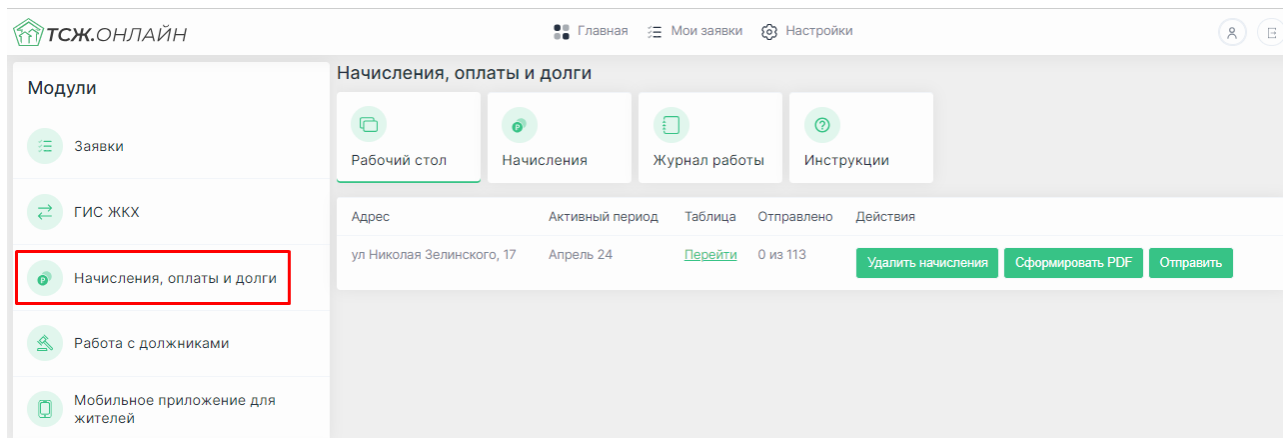 ТСЖ.ОНЛАЙН
Главная Мои заявки Настройки
Модули
Заявки
ГИС ЖКХ
Начисления, оплаты и долги
Работа с должниками
Мобильное приложение для
жителей
Начисления, оплаты и долги
Рабочий стол Начисления Журнал работы Инструкции
Адрес Активный период Таблица Отправлено Действия
ул Николая Зелинского, 17 Апрель 24 Перейти 0 из 113 Удалить начисления Сформировать PDF Отправить